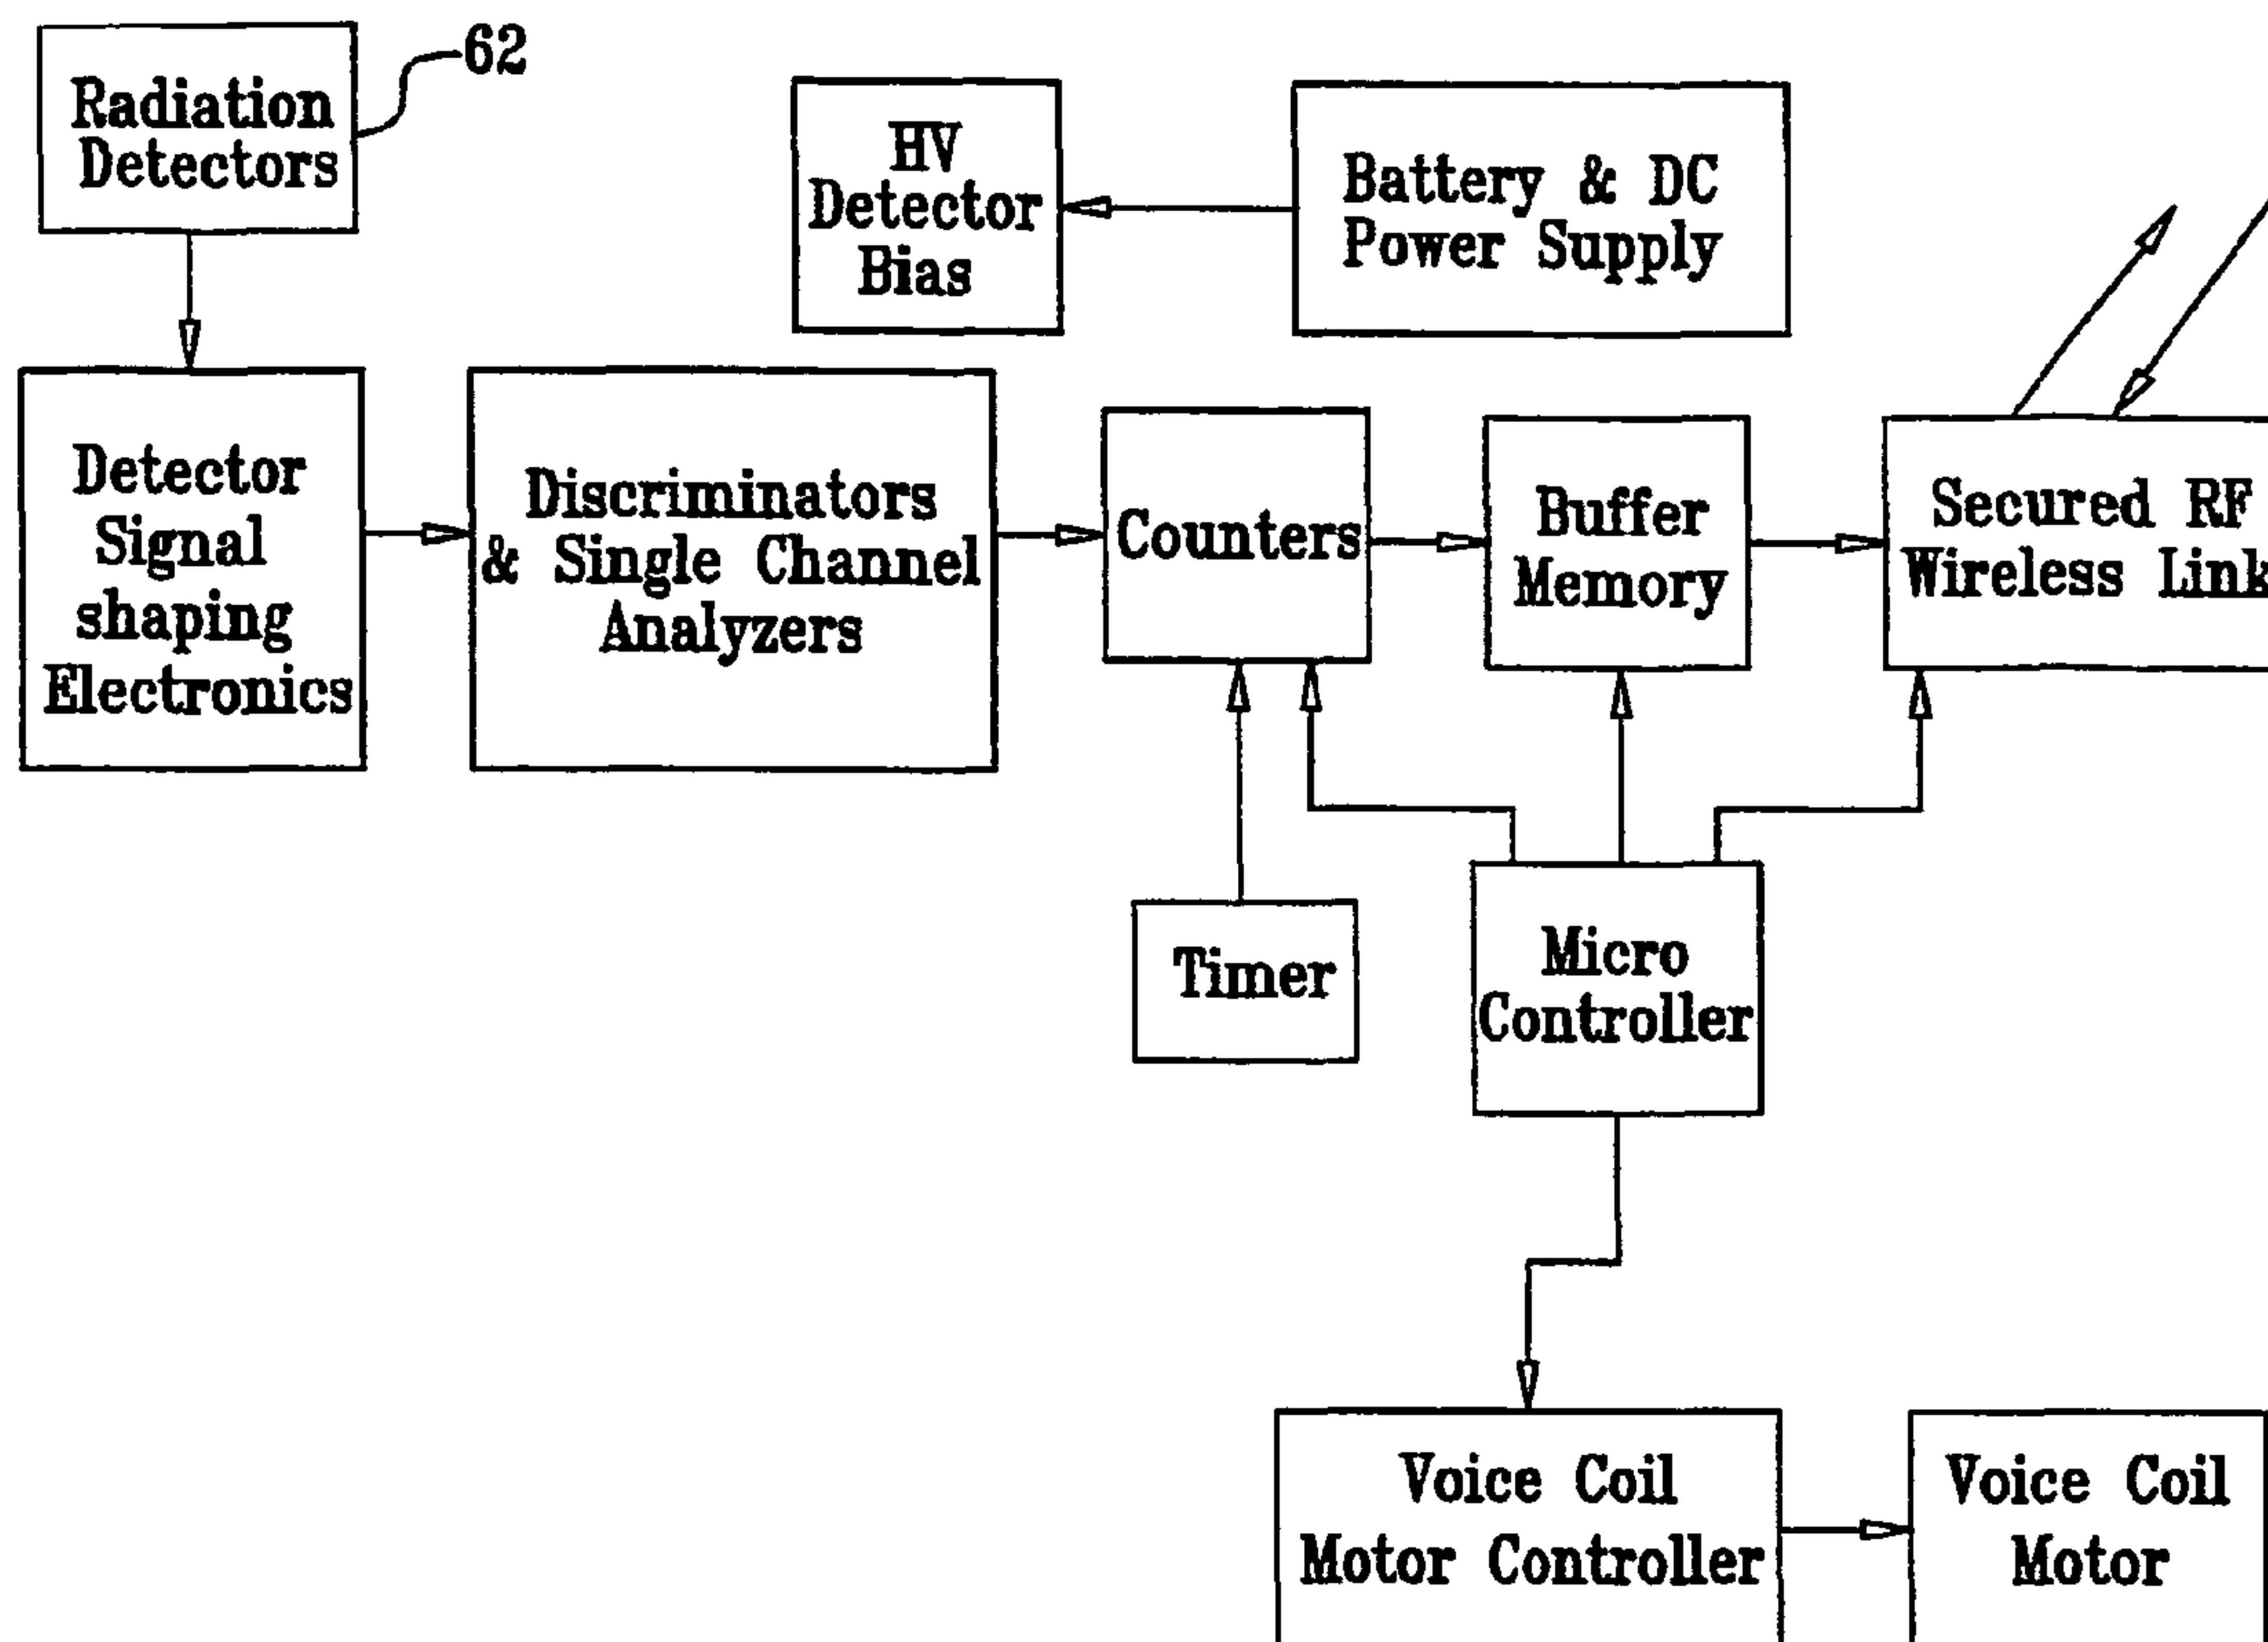 62
Radiation
Detectors
HV
Detector
Bias
Battery & DC
Power Supply
Detector
Signal
shaping
Electronics
Discriminators
& Single Channel
Analyzers
Counters
Buffer
Memory
Secured RF
Wireless Link
Timer
Micro
Controller
Voice Coil
Motor Controller
Voice Coil
Motor